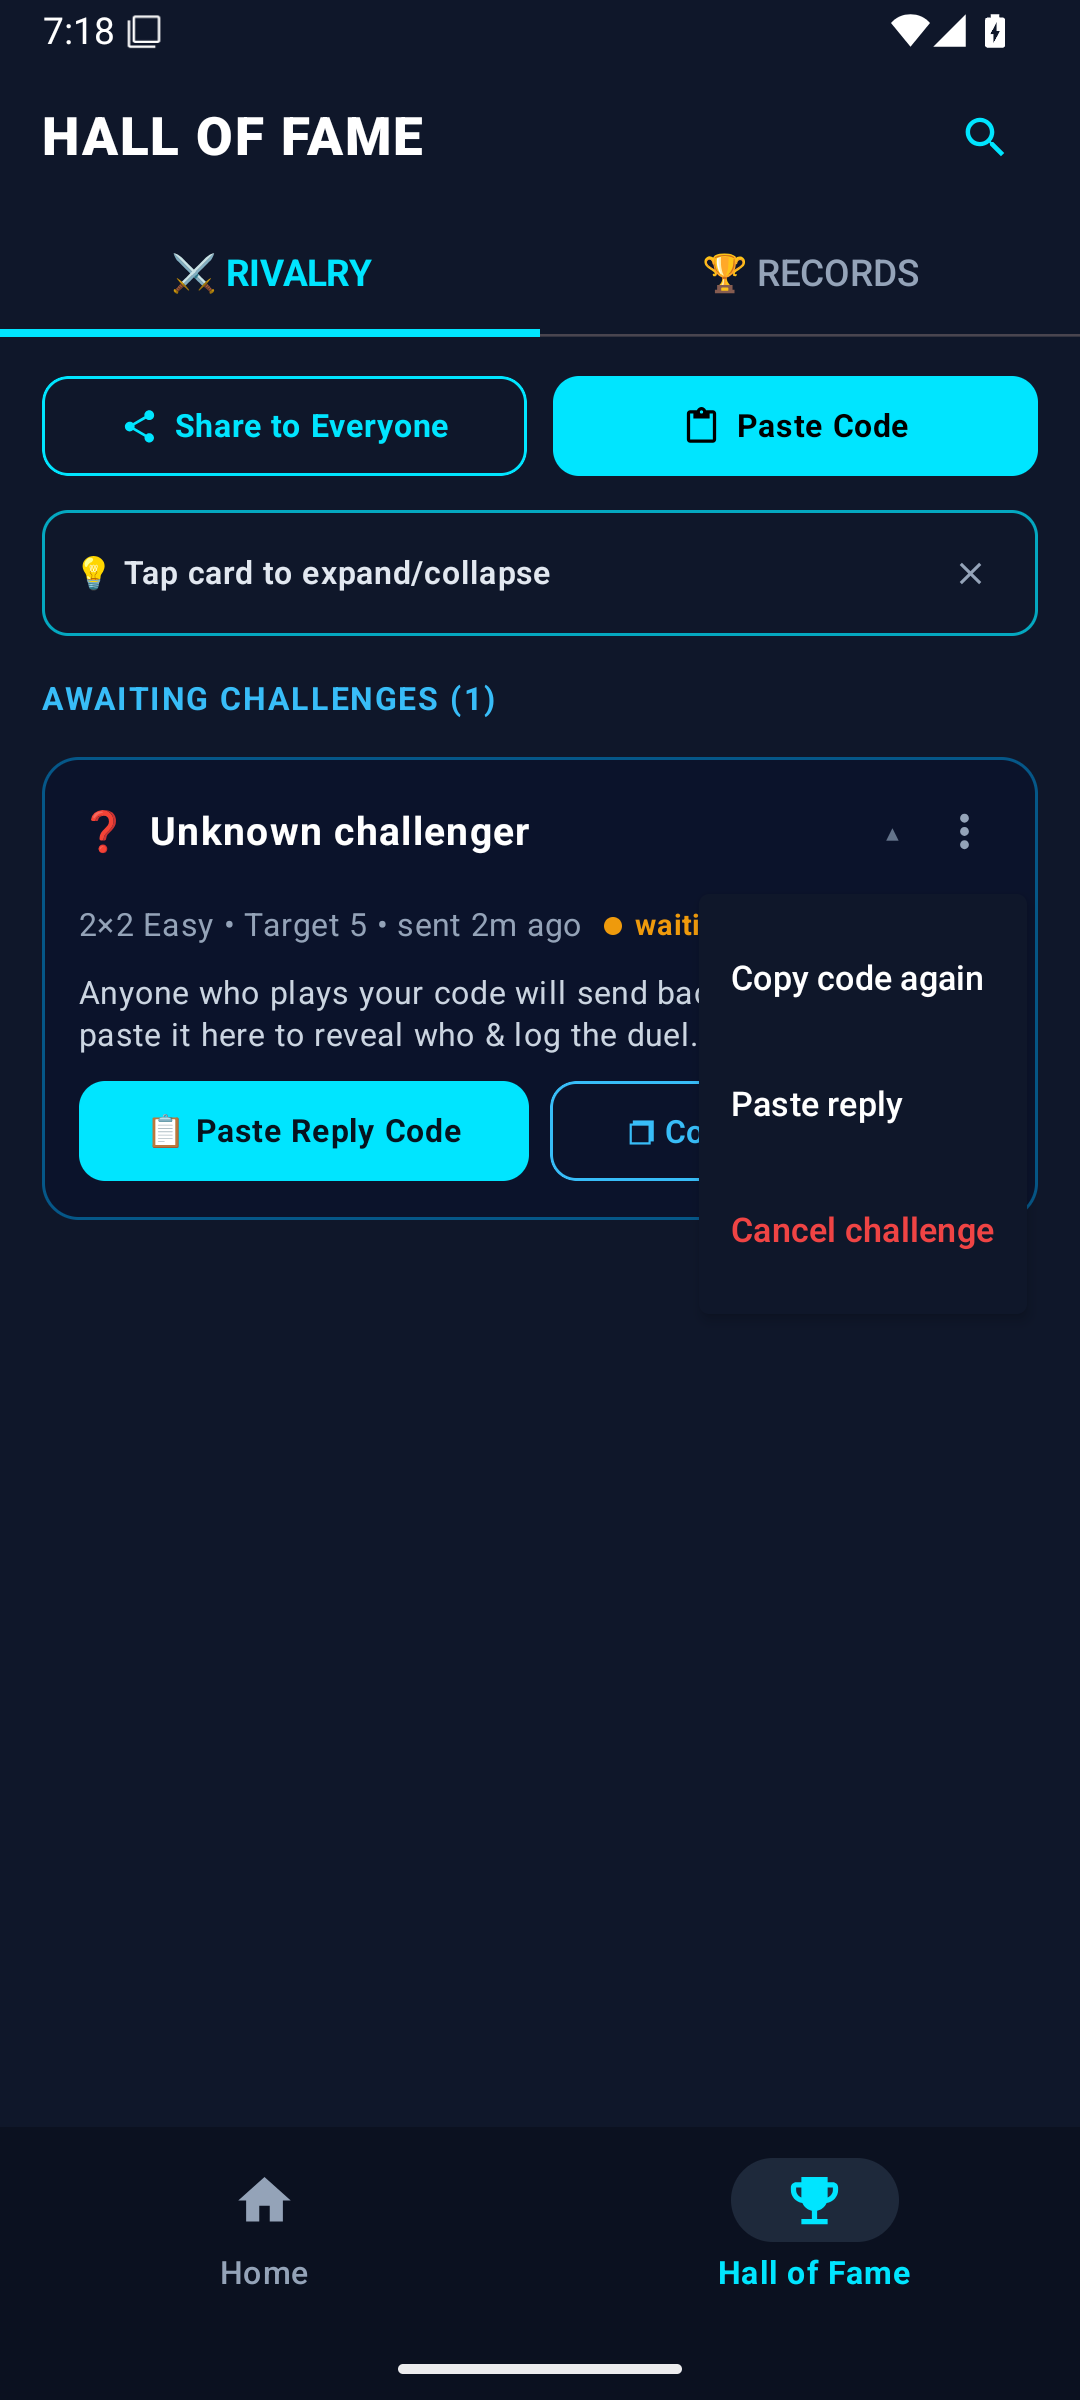 7:18
HALL OF FAME
⚔️ RIVALRY
🏆 RECORDS
Share to Everyone
Paste Code
💡 Tap card to expand/collapse
AWAITING CHALLENGES (1)
❓ Unknown challenger
2×2 Easy • Target 5 • sent 2m ago
Anyone who plays your code will send
paste it here to reveal who & log the duel.
📋 Paste Reply Code
Copy code again
Paste reply
Cancel challenge
Home
Hall of Fame